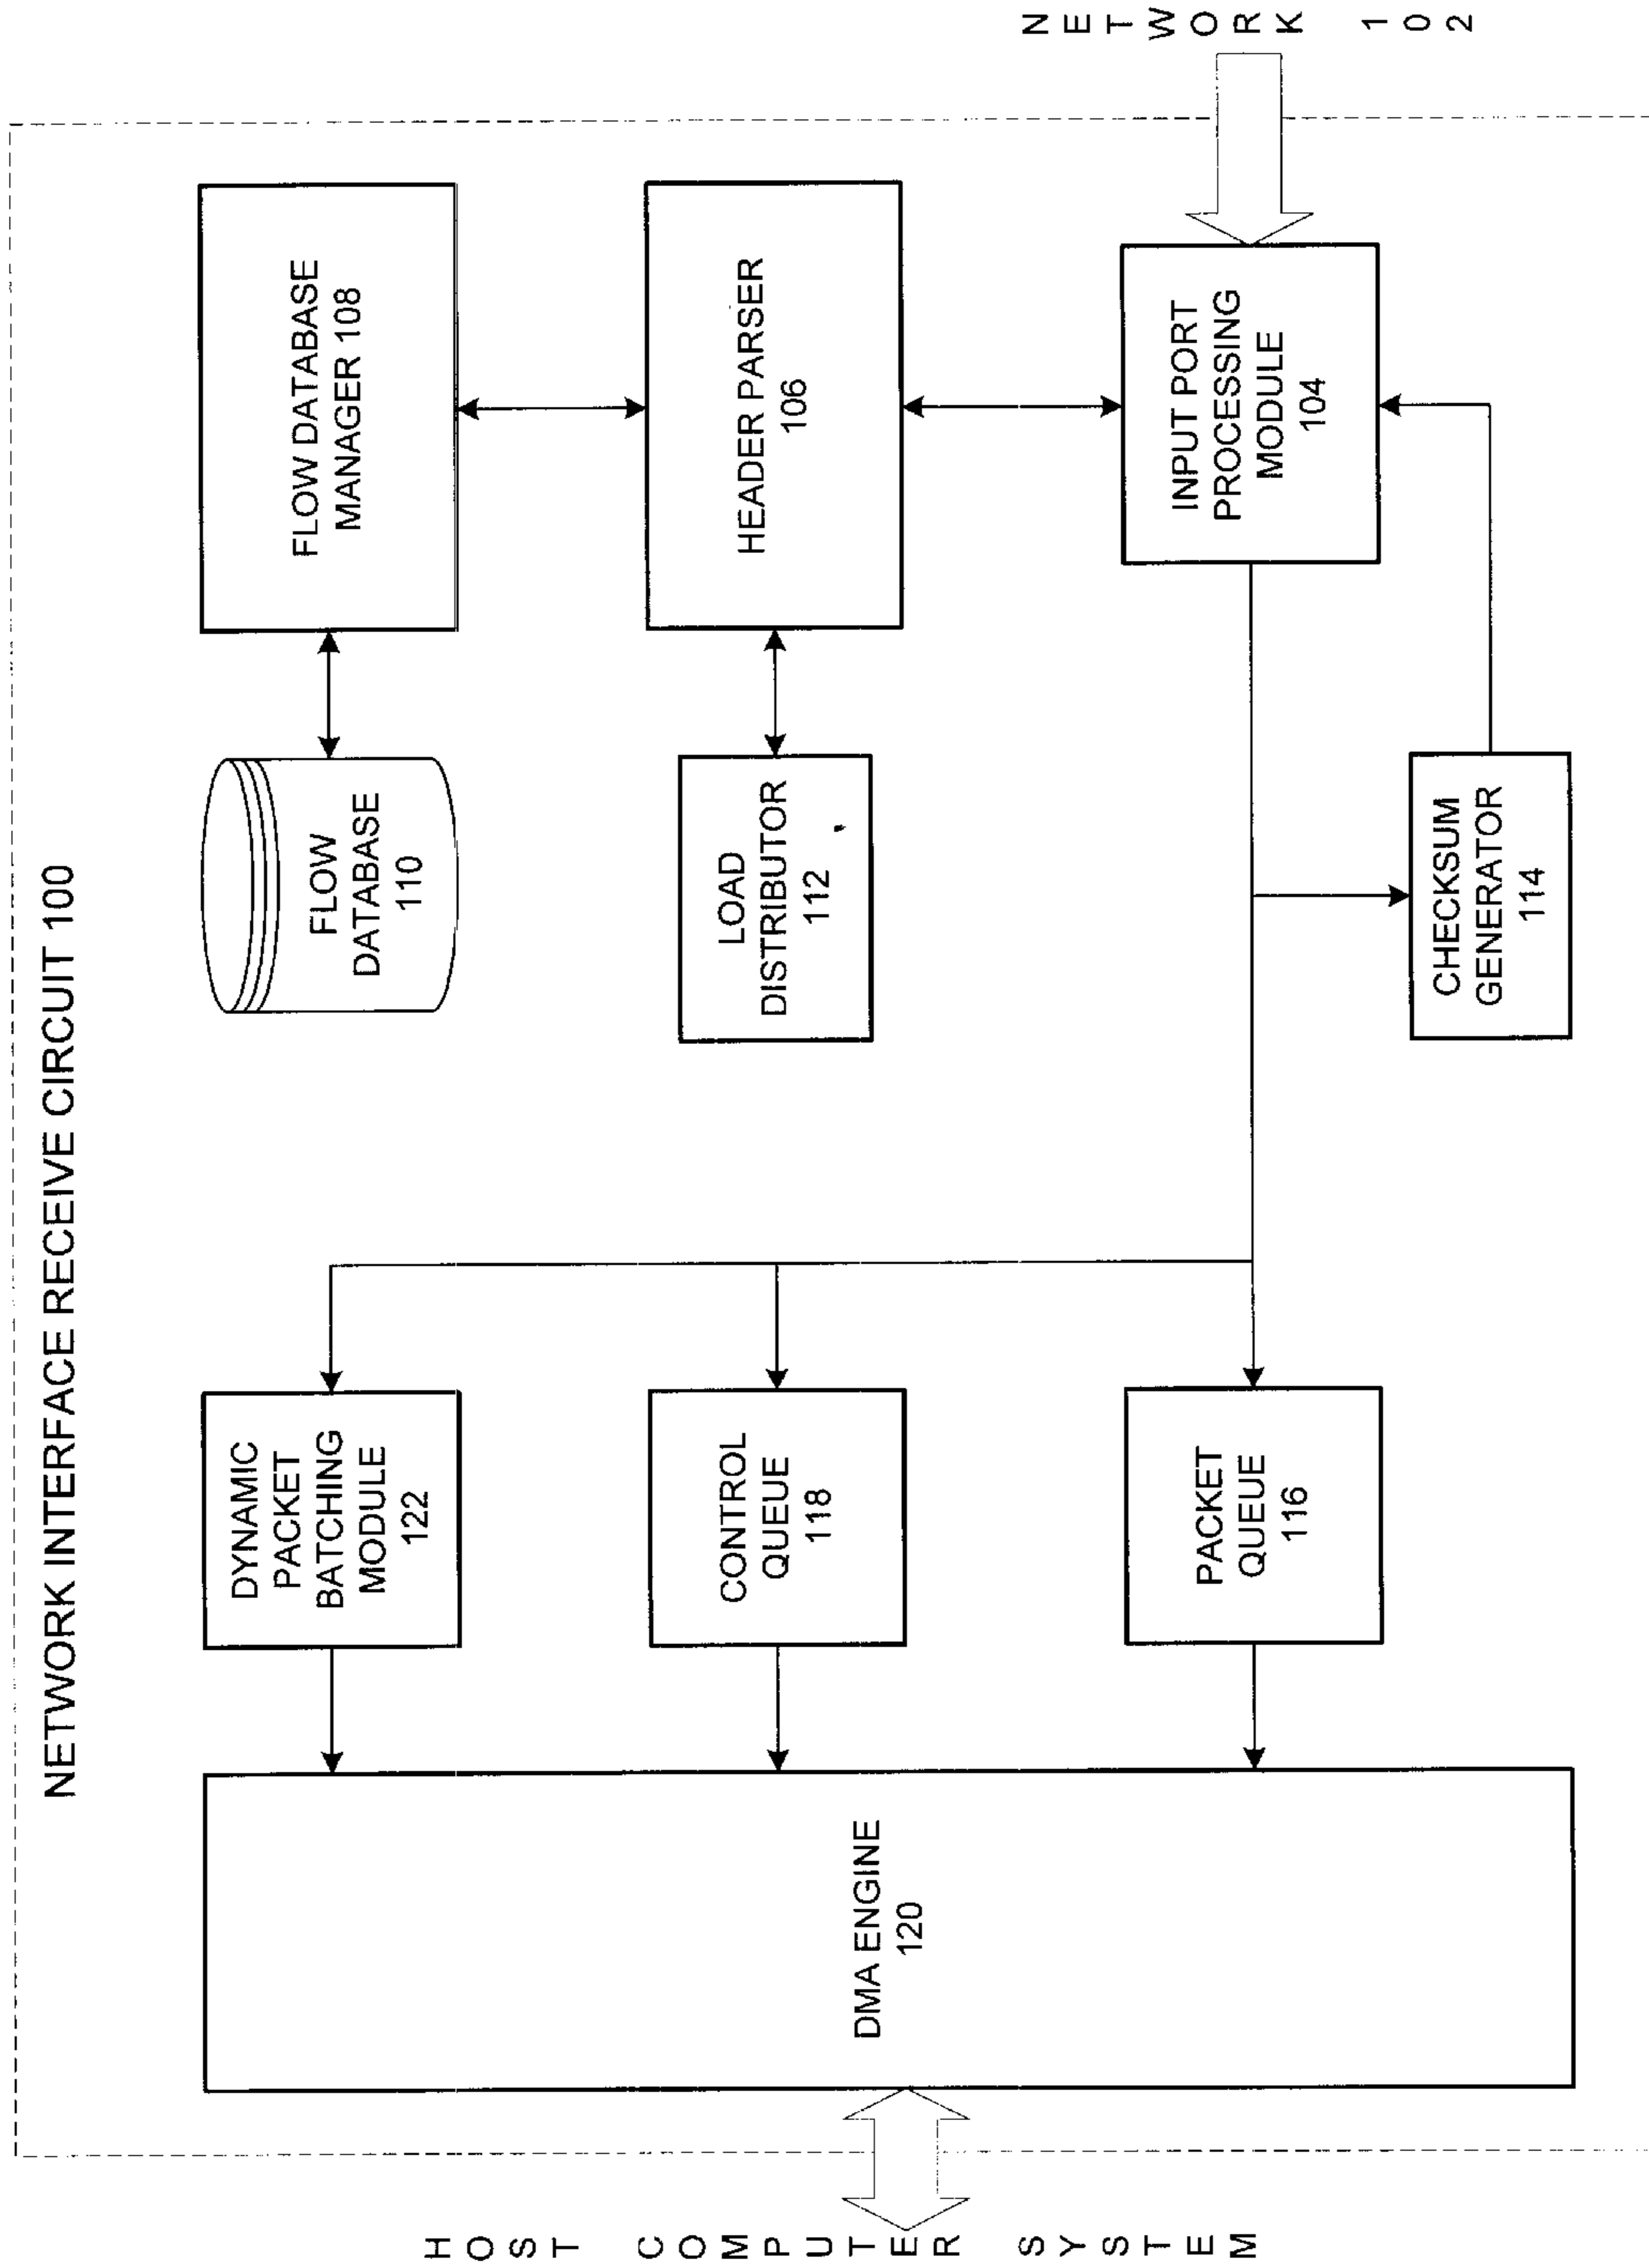 NETWORK INTERFACE RECEIVE CIRCUIT 100
HOST COMPUTER SYSTEM
DMA ENGINE
120
DYNAMIC
PACKET
BATCHING
MODULE
122
CONTROL
QUEUE
118
PACKET
QUEUE
116
FLOW
DATABASE
110
LOAD
DISTRIBUTOR
112
CHECKSUM
GENERATOR
114
FLOW DATABASE
MANAGER 108
HEADER PARSER
106
INPUT PORT
PROCESSING
MODULE
104
NETWORK 102